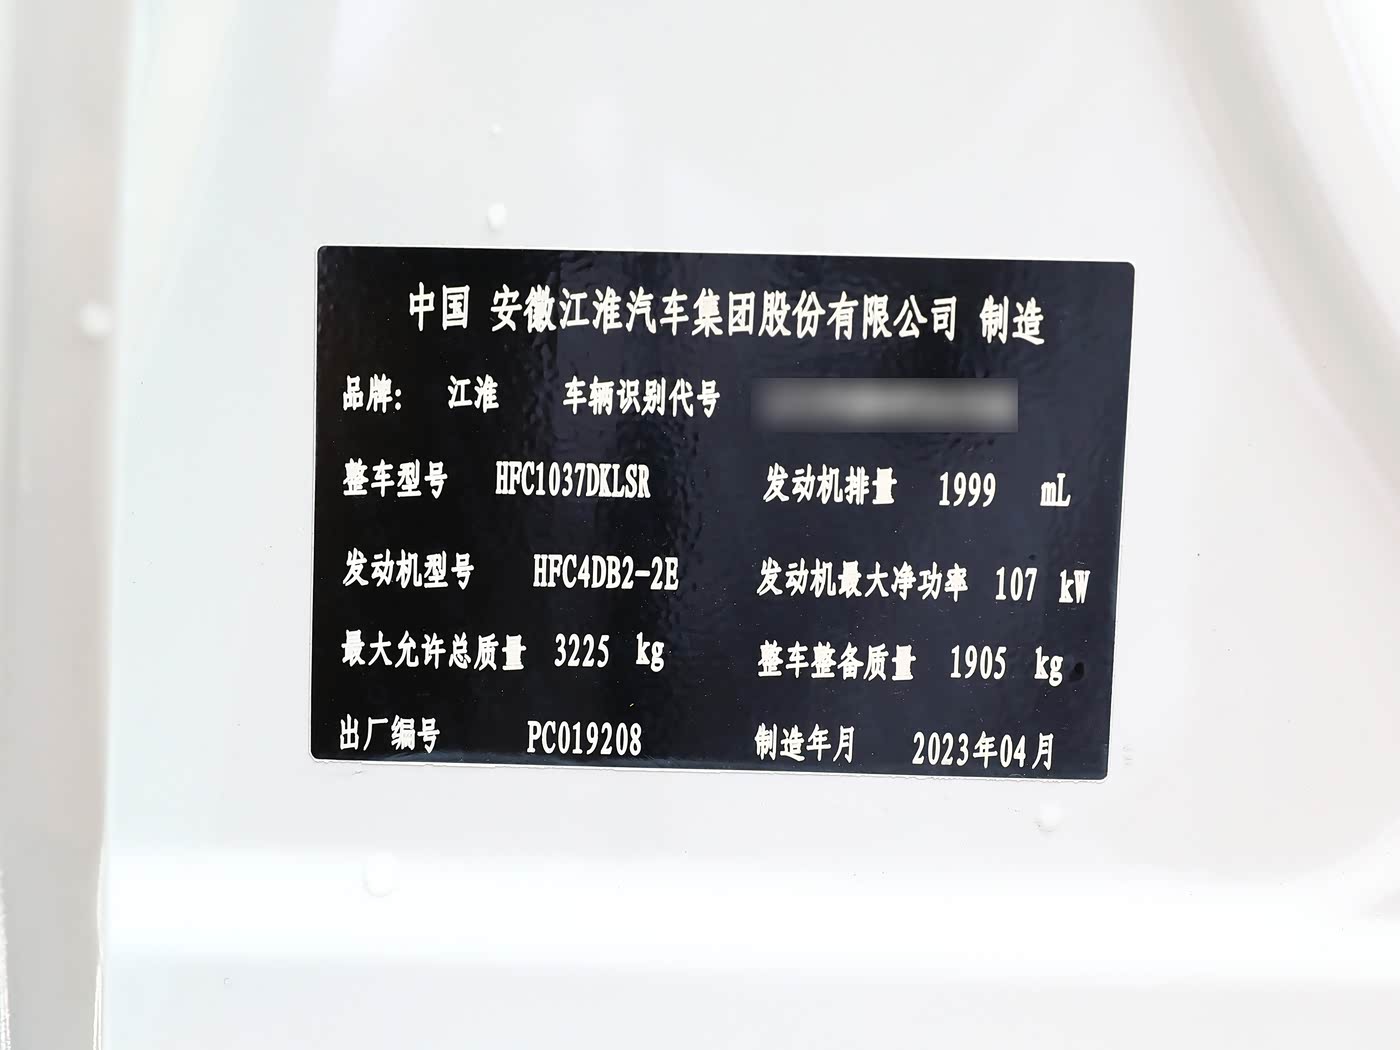 中国 安徽江淮汽车集团股份有限公司 制造
品牌: 江淮 车辆识别代号
整车型号 HFC1037DKLSR 发动机排量 1999 mL
发动机型号 HFC4DB2-2E 发动机最大净功率 107 kW
最大允许总质量 3225 kg 整车整备质量 1905 kg
出厂编号 PC019208 制造年月 2023年04月